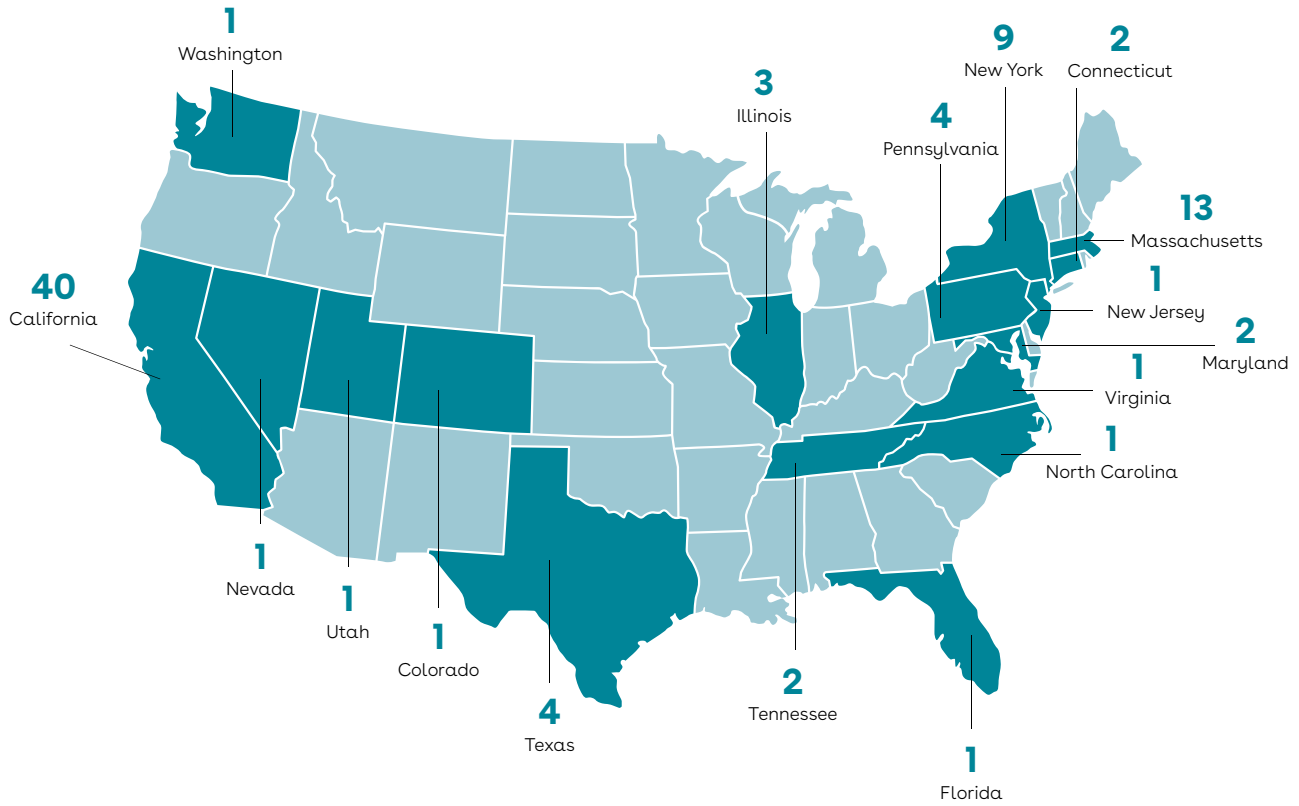 1
Washington
9
New York
2
Connecticut
3
Illinois
4
Pennsylvania
13
Massachusetts
40
California
1
New Jersey
2
Maryland
1
Virginia
1
North Carolina
1
Nevada
1
Utah
1
Colorado
4
Texas
2
Tennessee
1
Florida